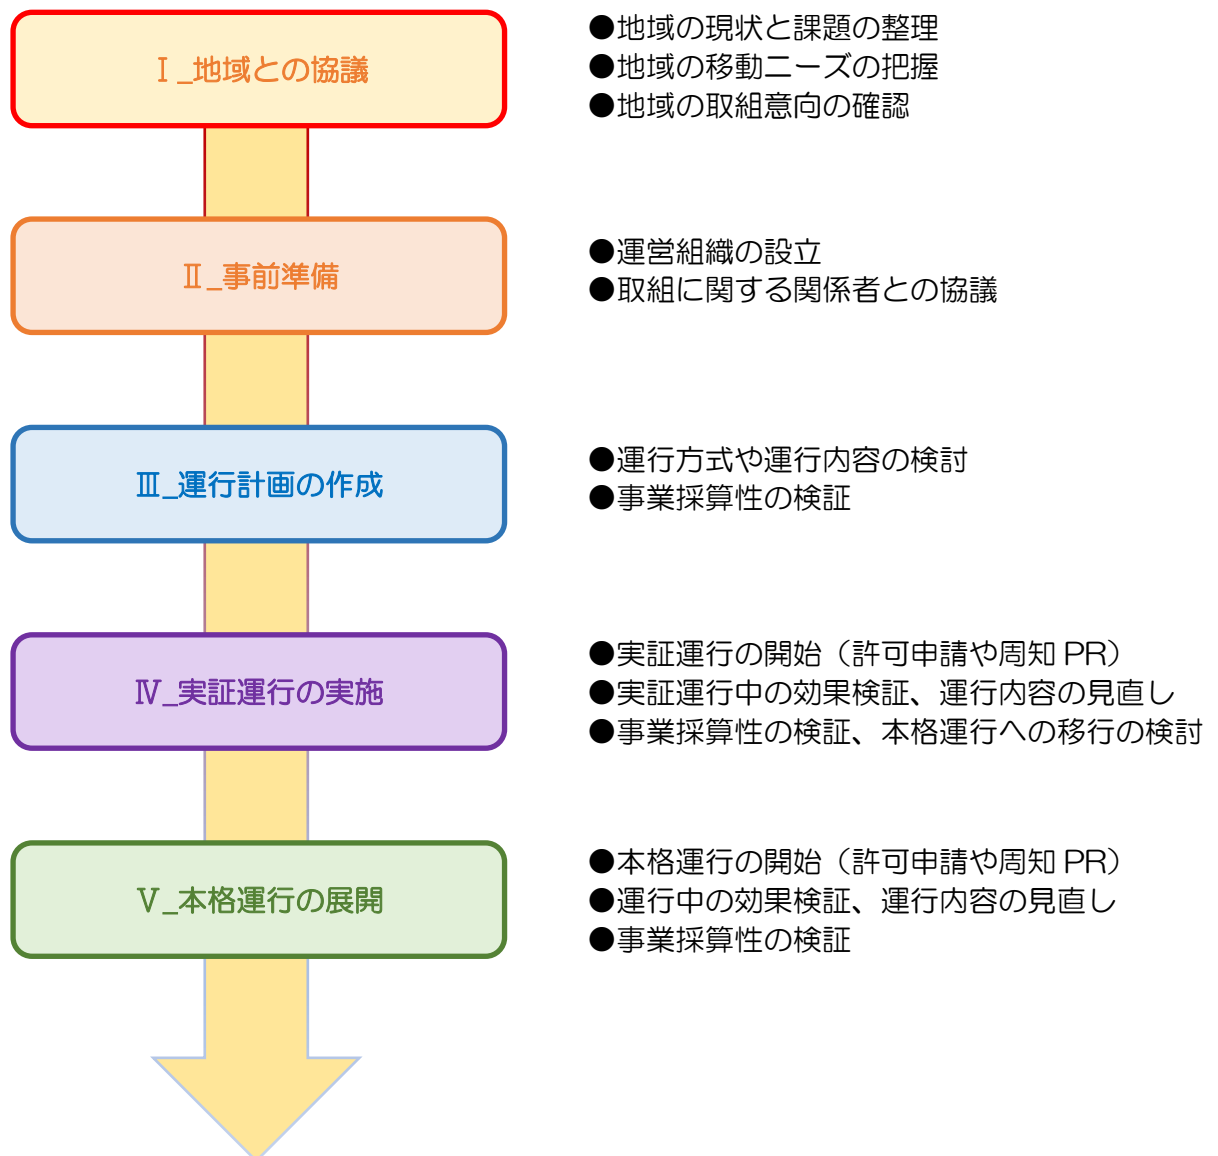 Ⅰ_地域との協議
●地域の現状と課題の整理
●地域の移動ニーズの把握
●地域の取組意向の確認
Ⅱ_事前準備
●運営組織の設立
●取組に関する関係者との協議
Ⅲ_運行計画の作成
●運行方式や運行内容の検討
●事業採算性の検証
Ⅳ_実証運行の実施
●実証運行の開始（許可申請や周知 PR）
●実証運行中の効果検証、運行内容の見直し
●事業採算性の検証、本格運行への移行の検討
Ⅴ_本格運行の展開
●本格運行の開始（許可申請や周知 PR）
●運行中の効果検証、運行内容の見直し
●事業採算性の検証